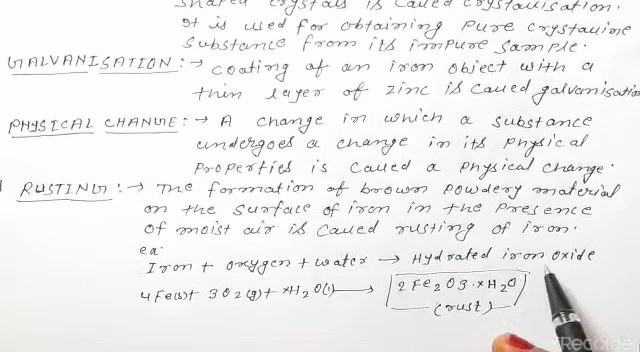 shaped crystals is called crystallisation.
It is used for obtaining pure crystalline
substance from its impure sample.
GALVANISATION :→ coating of an iron object with a
thin layer of zinc is called galvanisation
PHYSICAL CHANGE :→ A change in which a substance
undergoes a change in its physical
properties is called a physical change.
RUSTING :→ The formation of brown powdery material
on the surface of iron in the presence
of moist air is called rusting of iron.
eg.
Iron + oxygen + water → Hydrated iron oxide
4Fe(s) + 3O2(g) + xH2O(l) → 2Fe2O3.xH2O
(rust)
Recorder